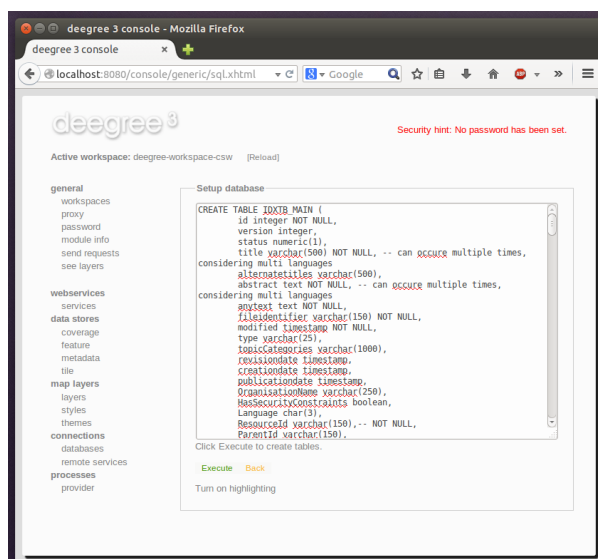 deegree 3 console - Mozilla Firefox
deegree 3 console
localhost:8080/console/generic/sql.xhtml
Google
deegree 3
Security hint: No password has been set.
Active workspace: deegree-workspace-csw [Reload]
general
workspaces
proxy
password
module info
send requests
see layers
webservices
services
data stores
coverage
feature
metadata
tile
map layers
layers
styles
themes
connections
databases
remote services
processes
provider
Setup database
CREATE TABLE IDXTB_MAIN (
id integer NOT NULL,
version integer,
status numeric(1),
title varchar(500) NOT NULL, -- can occure multiple times,
considering multi languages
alternatetitles varchar(500),
abstract text NOT NULL, -- can occure multiple times,
considering multi languages
anytext text NOT NULL,
fileidentifier varchar(150) NOT NULL,
modified timestamp NOT NULL,
type varchar(25),
topicCategories varchar(1000),
revisiondate timestamp,
creationdate timestamp,
publicationdate timestamp,
OrganisationName varchar(250),
HasSecurityConstraints boolean,
Language char(3),
ResourceId varchar(150),-- NOT NULL,
ParentId varchar(150),
Click Execute to create tables.
Execute Back
Turn on highlighting